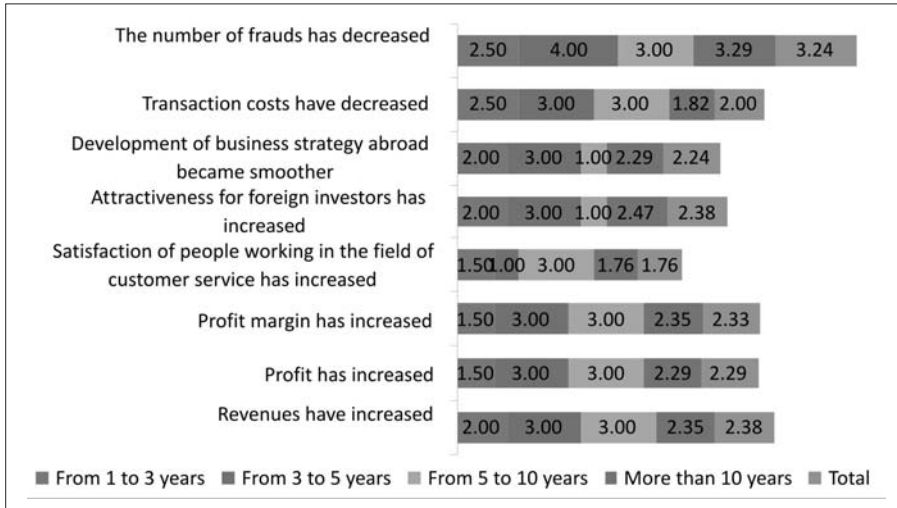 The number of frauds has decreased
2.50 4.00 3.00 3.29 3.24
Transaction costs have decreased
2.50 3.00 3.00 1.82 2.00
Development of business strategy abroad
became smoother
2.00 3.00 1.00 2.29 2.24
Attractiveness for foreign investors has
increased
2.00 3.00 1.00 2.47 2.38
Satisfaction of people working in the field of
customer service has increased
1.50 1.00 3.00 1.76 1.76
Profit margin has increased
1.50 3.00 3.00 2.35 2.33
Profit has increased
1.50 3.00 3.00 2.29 2.29
Revenues have increased
2.00 3.00 3.00 2.35 2.38
From 1 to 3 years From 3 to 5 years From 5 to 10 years More than 10 years Total